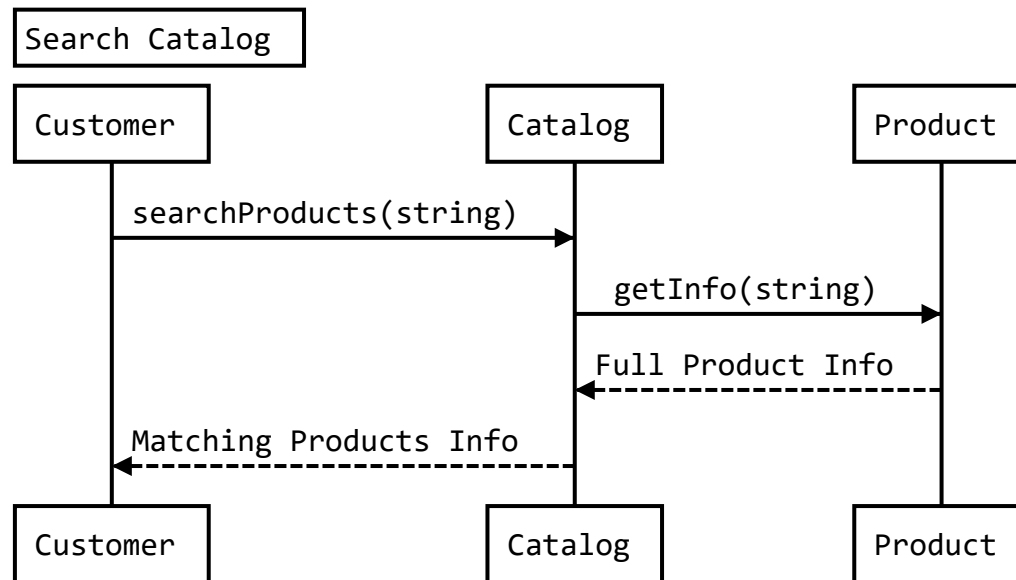 Search Catalog
Customer
Catalog
Product
searchProducts(string)
getInfo(string)
Full Product Info
Matching Products Info
Customer
Catalog
Product